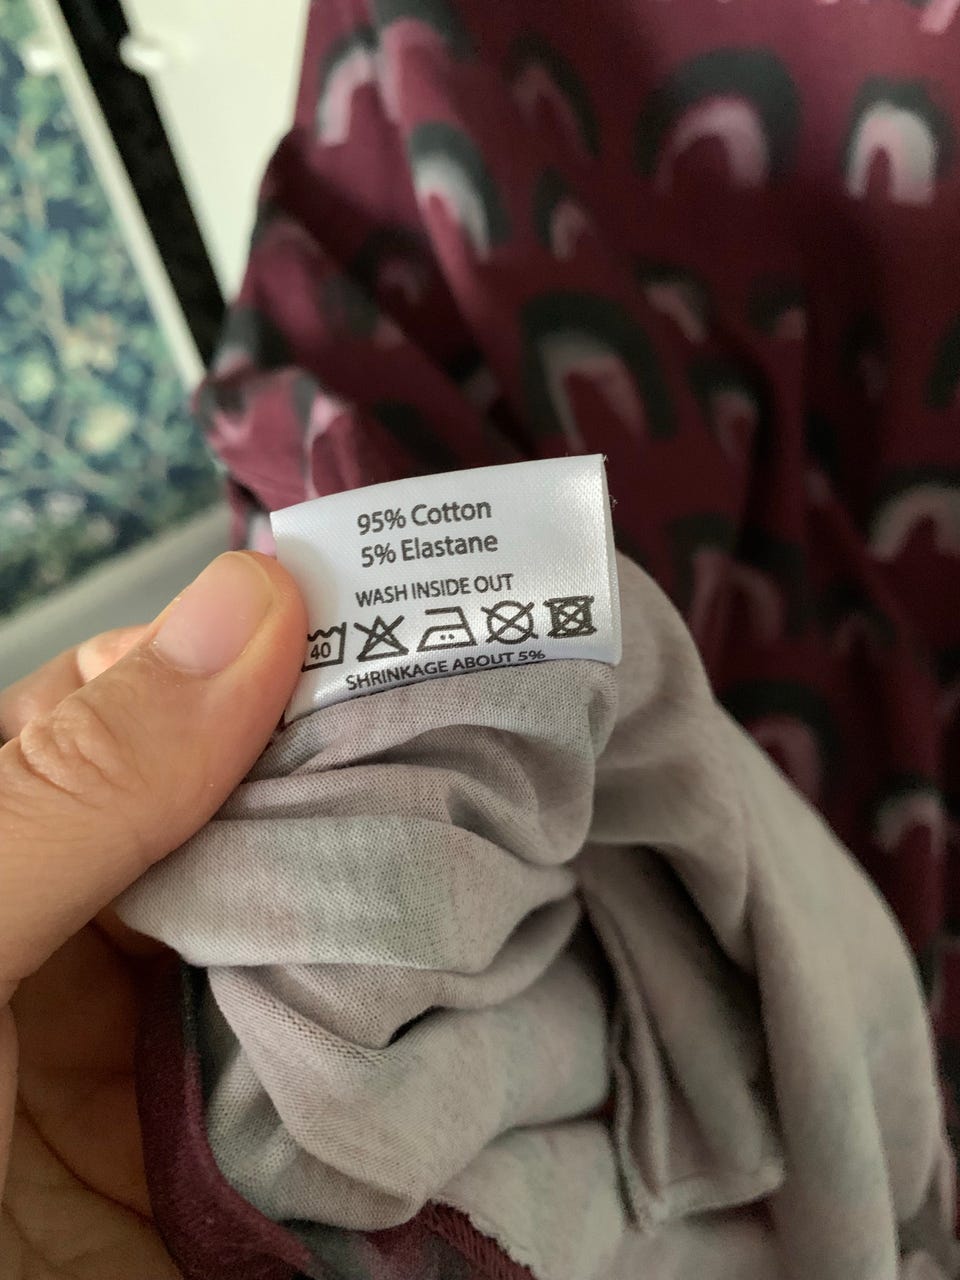 95% Cotton
5% Elastane
WASH INSIDE OUT
40
SHRINKAGE ABOUT 5%